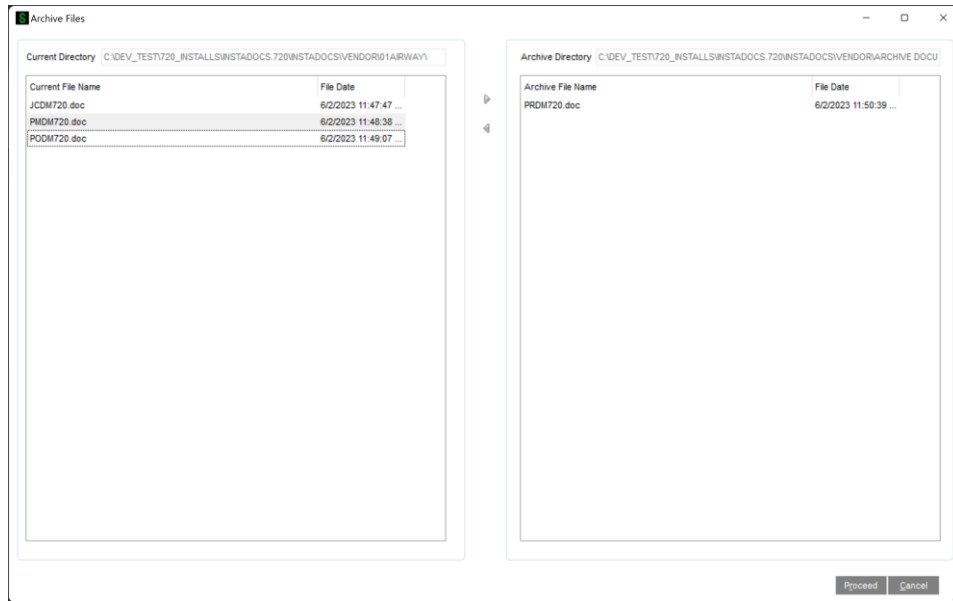 Archive Files
Current Directory C:\DEV_TEST\720_INSTALLS\INSTADOCS.720\INSTADOCS\VENDOR\01AIRWAY\
Current File Name File Date
JCDM720.doc 6/2/2023 11:47:47 ...
PMDM720.doc 6/2/2023 11:48:38 ...
PODM720.doc 6/2/2023 11:49:07 ...
Archive Directory C:\DEV_TEST\720_INSTALLS\INSTADOCS.720\INSTADOCS\VENDOR\ARCHIVE DOCU
Archive File Name File Date
PRDM720.doc 6/2/2023 11:50:39 ...
Proceed Cancel